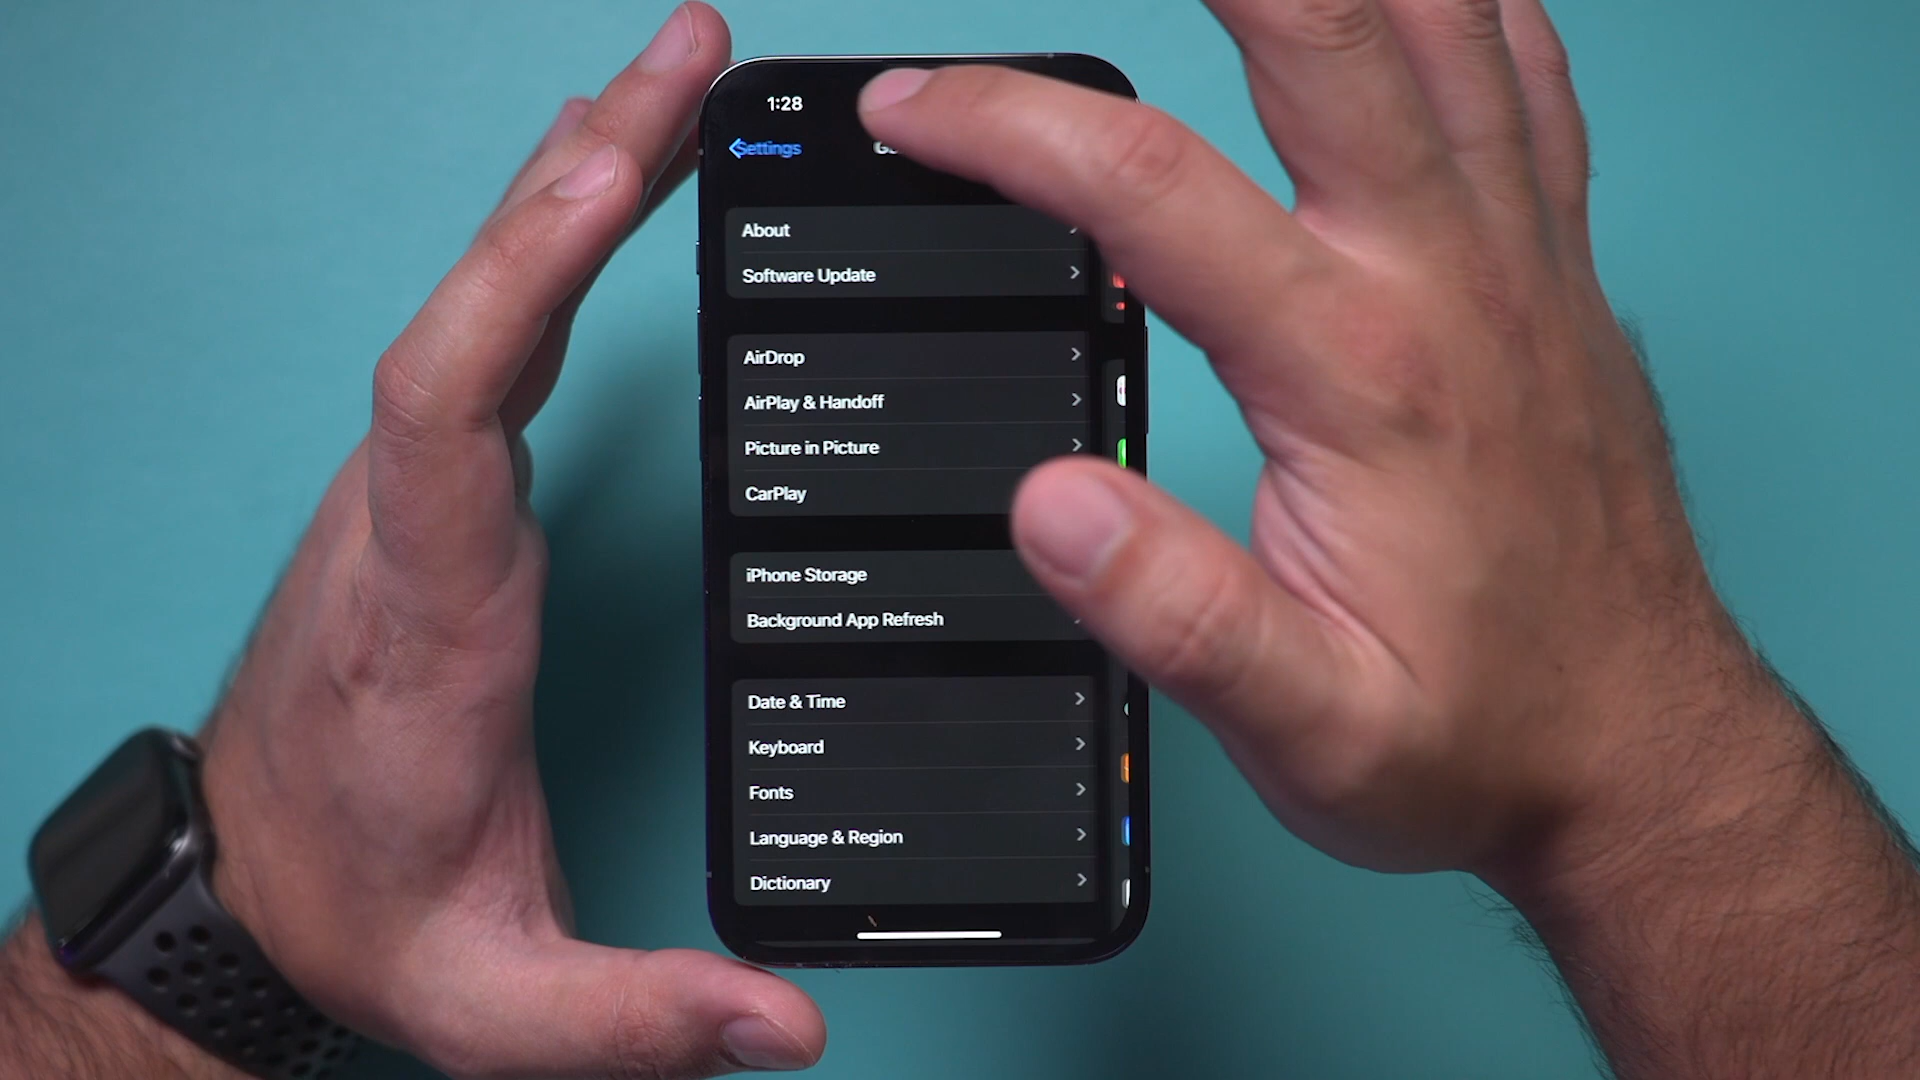 1:28
Settings
About
Software Update
AirDrop
AirPlay & Handoff
Picture in Picture
CarPlay
iPhone Storage
Background App Refresh
Date & Time
Keyboard
Fonts
Language & Region
Dictionary